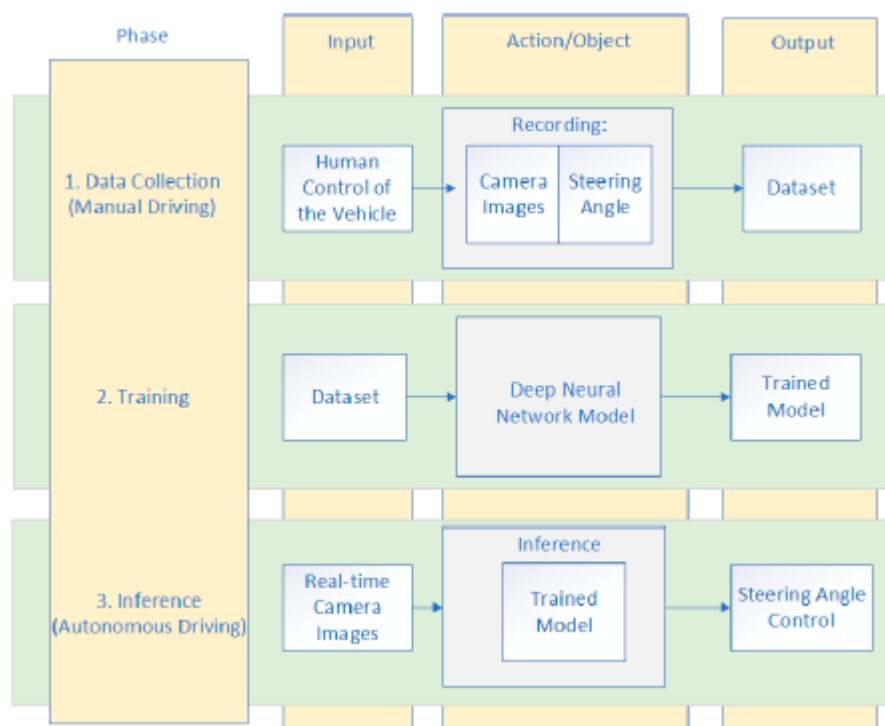 Phase
Input
Action/Object
Output
1. Data Collection
(Manual Driving)
Human
Control of
the Vehicle
Recording:
Camera
Images
Steering
Angle
Dataset
2. Training
Dataset
Deep Neural
Network Model
Trained
Model
3. Inference
(Autonomous Driving)
Real-time
Camera
Images
Inference
Trained
Model
Steering Angle
Control